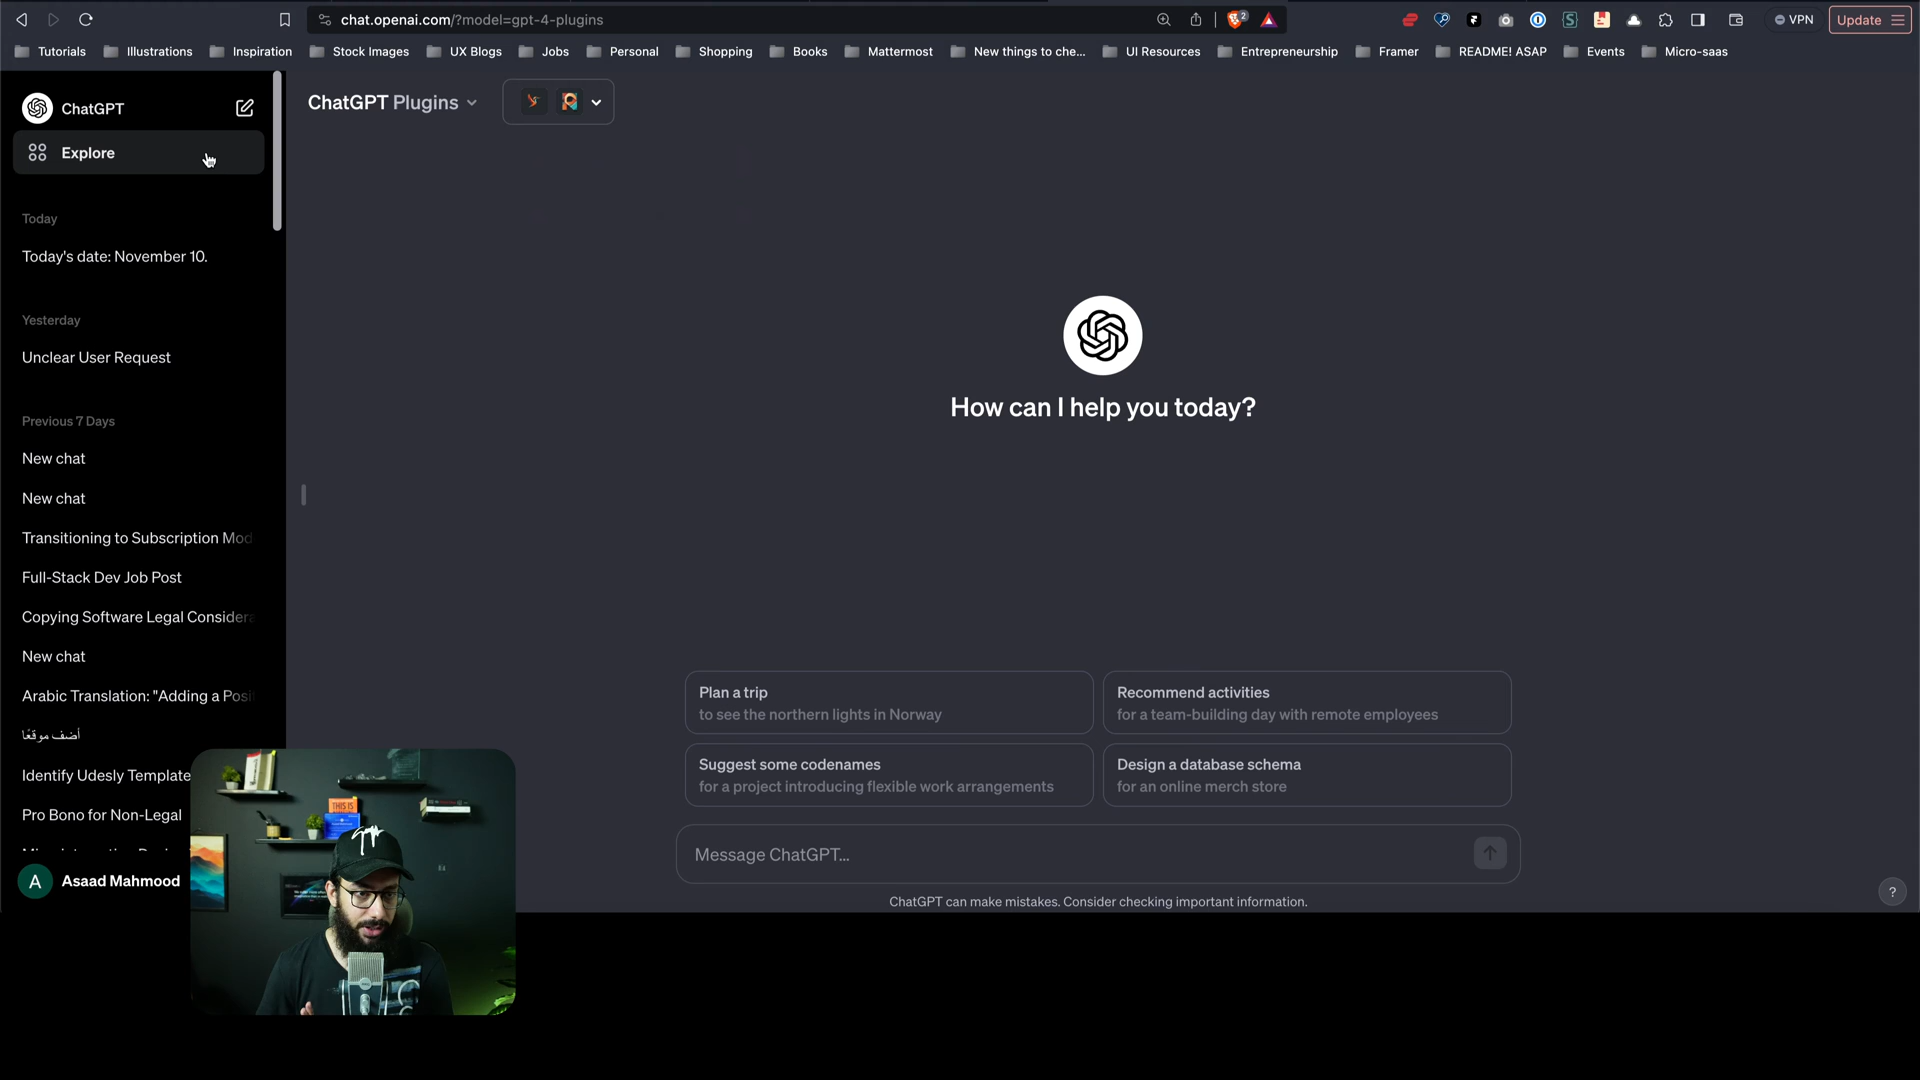 chat.openai.com/?model=gpt-4-plugins
2
VPN
Update
Tutorials
Illustrations
Inspiration
Stock Images
UX Blogs
Jobs
Personal
Shopping
Books
Mattermost
New things to che...
UI Resources
Entrepreneurship
Framer
README! ASAP
Events
Micro-saas
ChatGPT
Explore
Today
Today's date: November 10.
Yesterday
Unclear User Request
Previous 7 Days
New chat
New chat
Transitioning to Subscription Mod
Full-Stack Dev Job Post
Copying Software Legal Considera
New chat
Arabic Translation: "Adding a Posi
أضف موقعًا
Identify Udesly Template
Pro Bono for Non-Legal
A
Asaad Mahmood
ChatGPT Plugins
How can I help you today?
Plan a trip
to see the northern lights in Norway
Recommend activities
for a team-building day with remote employees
Suggest some codenames
for a project introducing flexible work arrangements
Design a database schema
for an online merch store
Message ChatGPT...
ChatGPT can make mistakes. Consider checking important information.
?
THIS IS